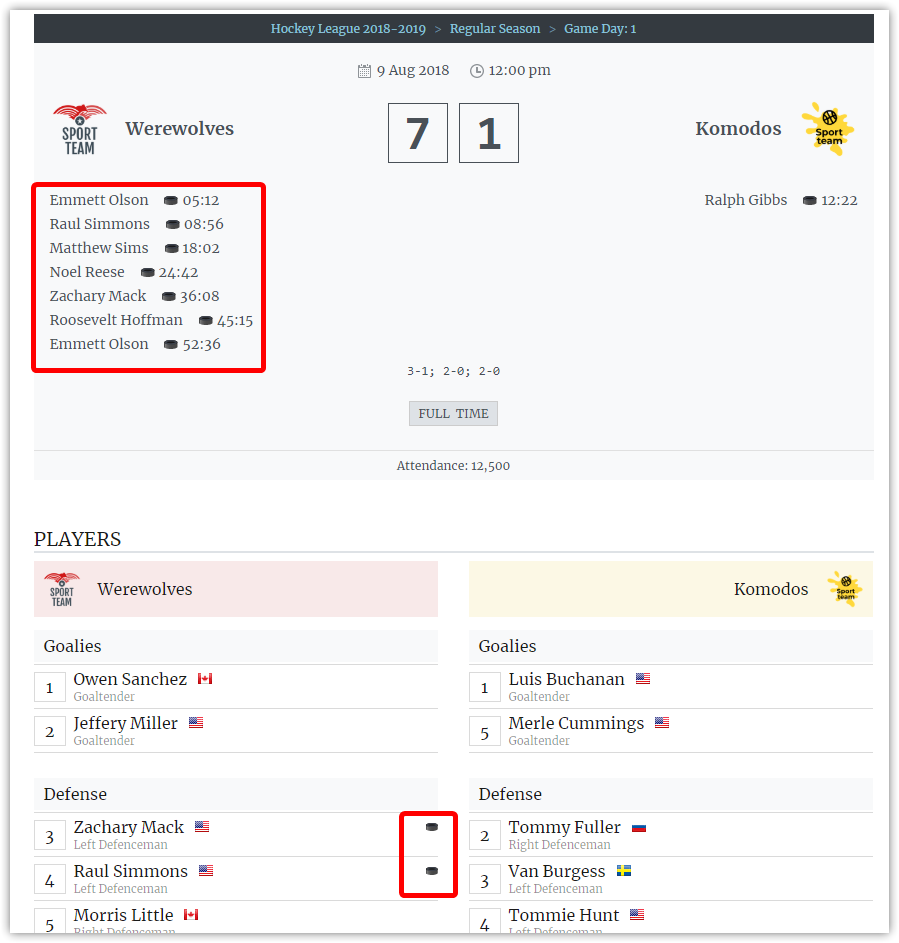 Hockey League 2018-2019 > Regular Season > Game Day: 1
9 Aug 2018 12:00 pm
SPORT TEAM
Werewolves
7 1
Komodos
Sport team
Emmett Olson 05:12
Raul Simmons 08:56
Matthew Sims 18:02
Noel Reese 24:42
Zachary Mack 36:08
Roosevelt Hoffman 45:15
Emmett Olson 52:36
Ralph Gibbs 12:22
3-1; 2-0; 2-0
FULL TIME
Attendance: 12,500
PLAYERS
SPORT TEAM
Werewolves
Komodos
Sport team
Goalies
1 Owen Sanchez
Goaltender
2 Jeffery Miller
Goaltender
Goalies
1 Luis Buchanan
Goaltender
5 Merle Cummings
Goaltender
Defense
3 Zachary Mack
Left Defenceman
4 Raul Simmons
Left Defenceman
5 Morris Little
Right Defenceman
Defense
2 Tommy Fuller
Right Defenceman
3 Van Burgess
Left Defenceman
4 Tommie Hunt
Left Defenceman